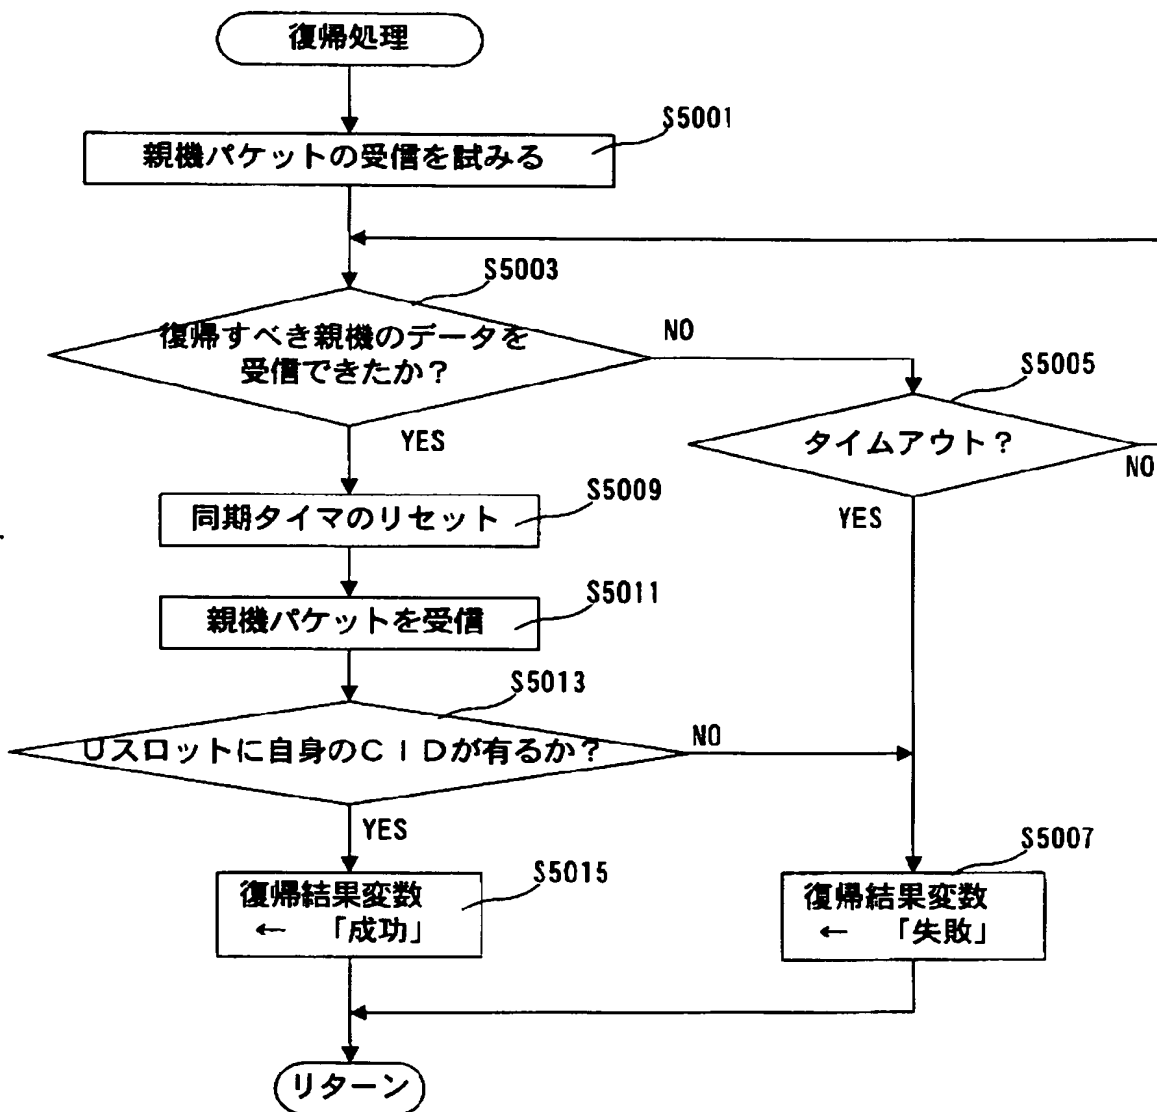 復帰処理
S5001
親機パケットの受信を試みる
S5003
復帰すべき親機のデータを
受信できたか？
NO
YES
S5005
タイムアウト？
NO
YES
S5009
同期タイマのリセット
S5011
親機パケットを受信
S5013
Uスロットに自身のCIDが有るか？
NO
YES
S5015
復帰結果変数
← 「成功」
S5007
復帰結果変数
← 「失敗」
リターン